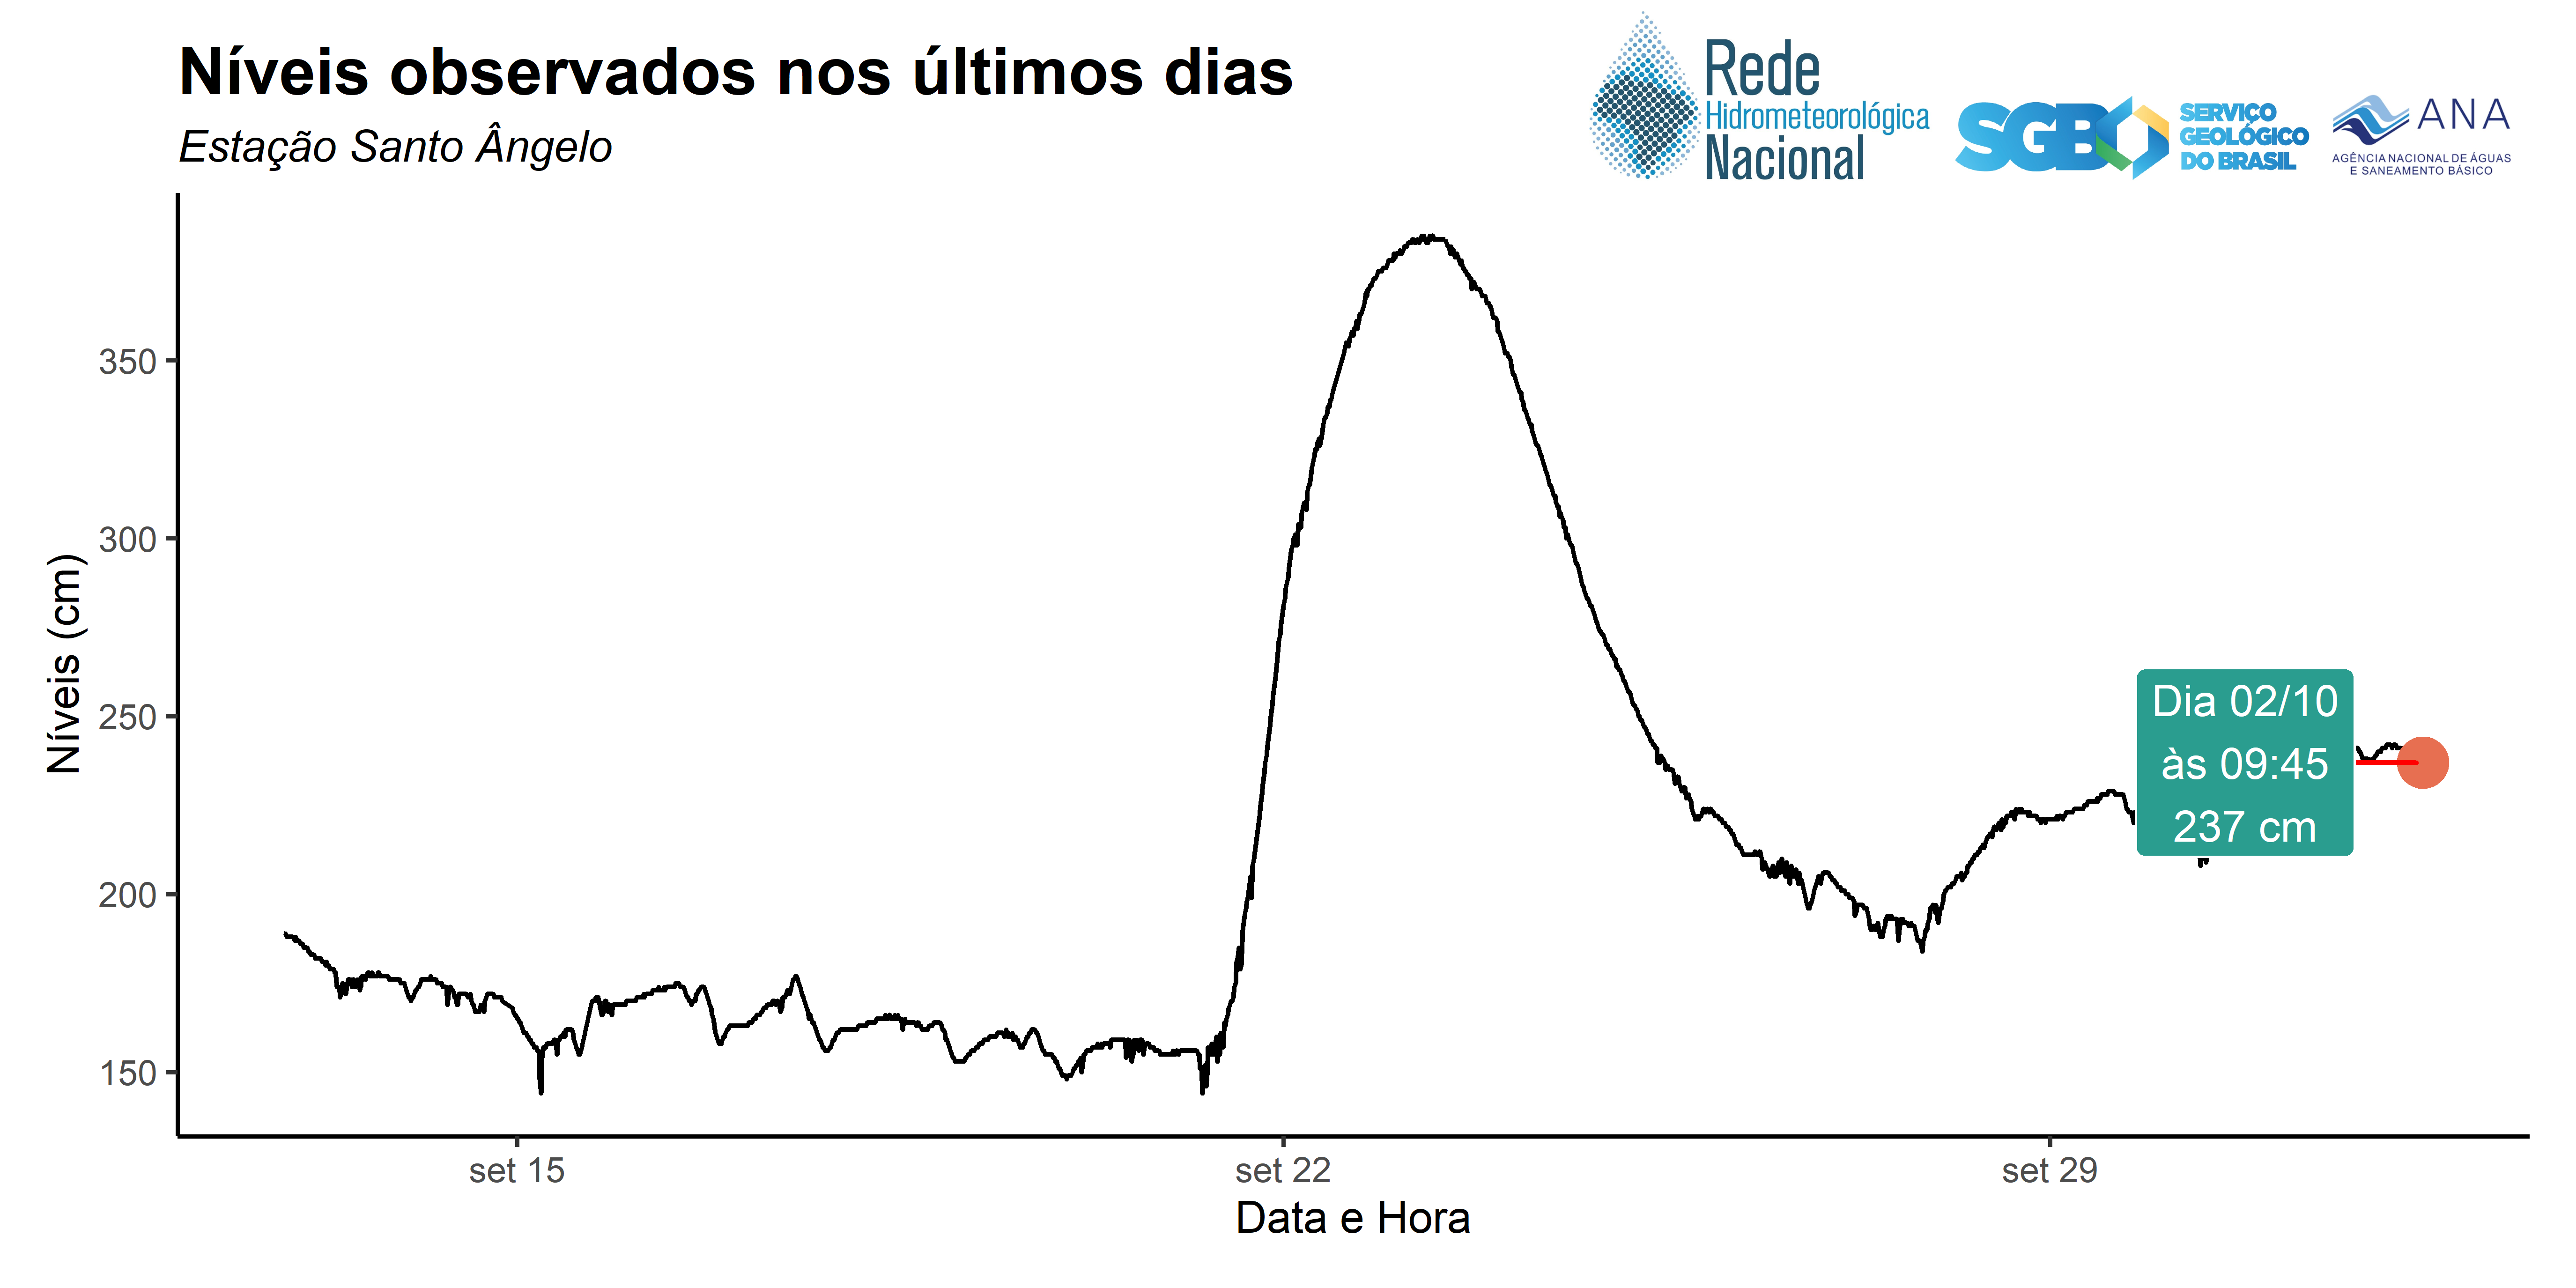 Níveis observados nos últimos dias
Estação Santo Ângelo
Rede
Hidrometeorológica
Nacional
SGB
SERVIÇO
GEOLÓGICO
DO BRASIL
ANA
AGÊNCIA NACIONAL DE ÁGUAS
E SANEAMENTO BÁSICO
Níveis (cm)
350
300
250
200
150
Dia 02/10
às 09:45
237 cm
set 15
set 22
set 29
Data e Hora